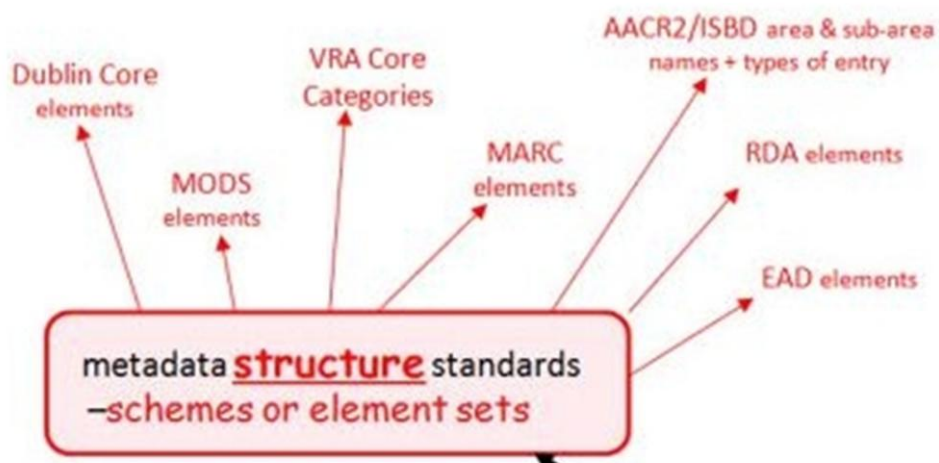 Dublin Core
elements
MODS
elements
VRA Core
Categories
MARC
elements
AACR2/ISBD area & sub-area
names + types of entry
RDA elements
EAD elements
metadata structure standards
–schemes or element sets